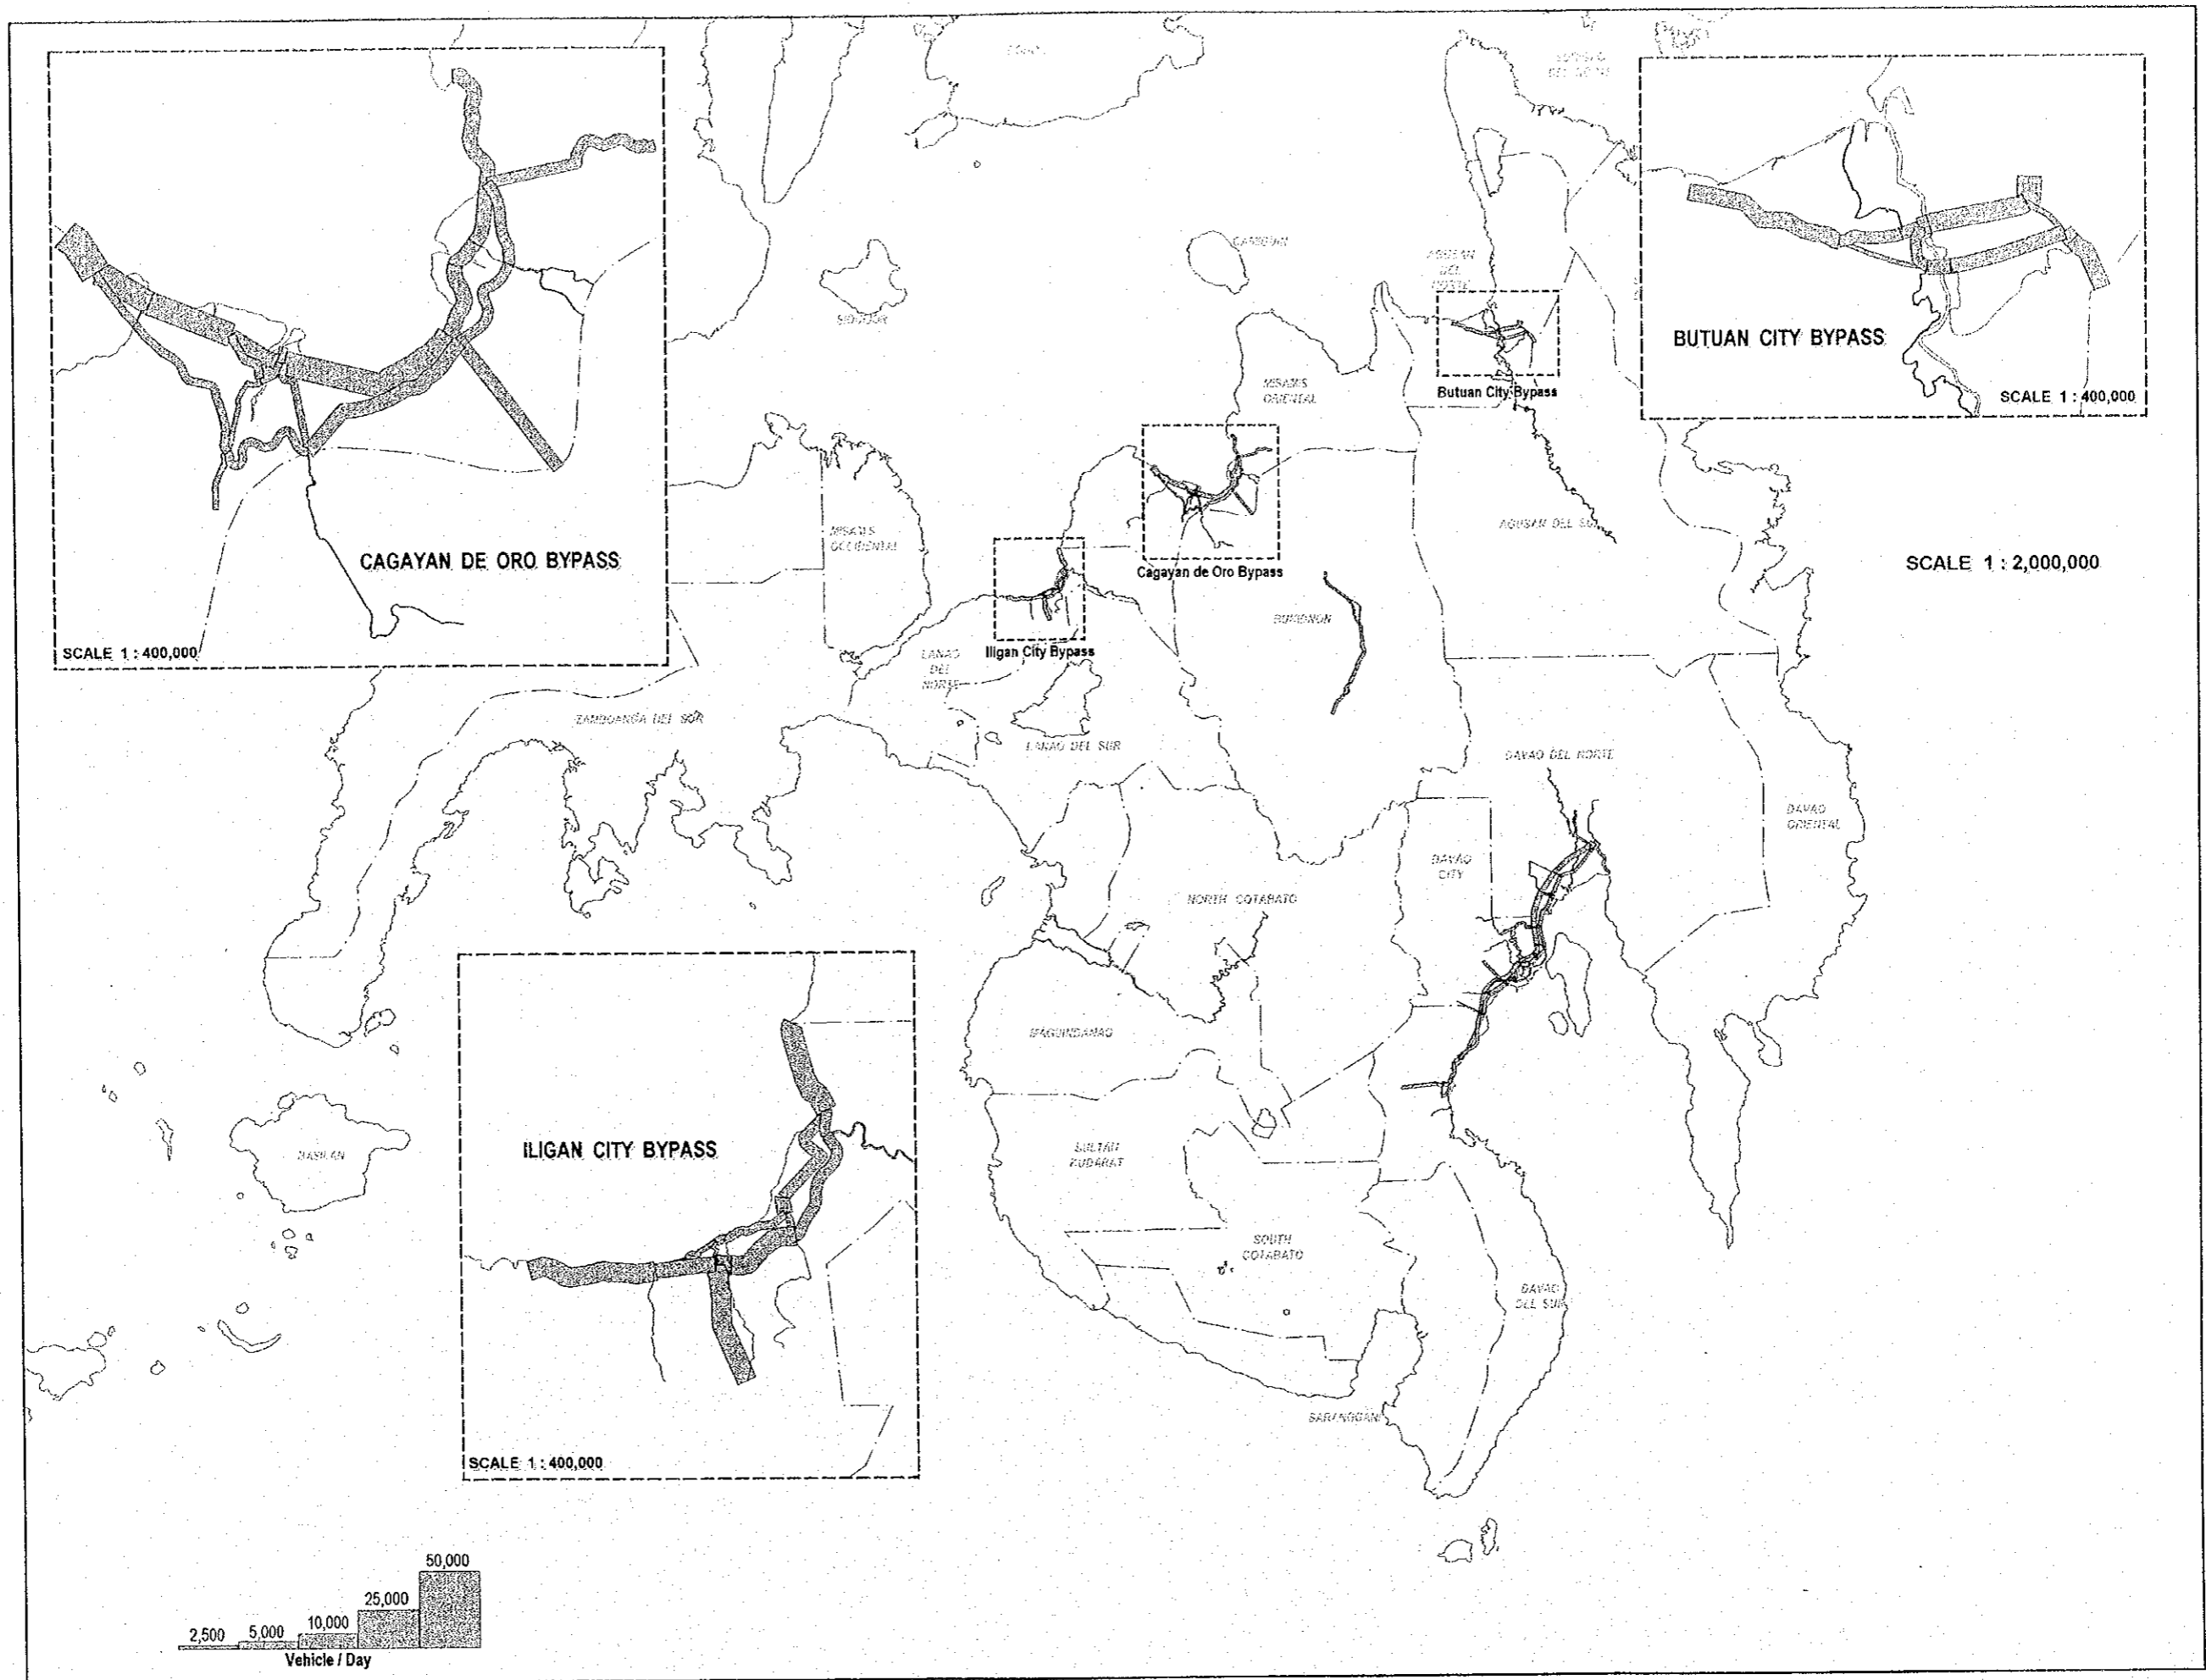 CAGAYAN DE ORO BYPASS
SCALE 1 : 400,000
BUTUAN CITY BYPASS
SCALE 1 : 400,000
CAMIGUIN
AGUSAN
DEL
NORTE
SIQUIJOR
Butuan City Bypass
MISAMIS
ORIENTAL
MISAMIS
OCCIDENTAL
AGUSAN DEL SUR
SCALE 1 : 2,000,000
Cagayan de Oro Bypass
BUKIDNON
Iligan City Bypass
LANAO
DEL
NORTE
ZAMBOANGA DEL SUR
LANAO DEL SUR
DAVAO DEL NORTE
DAVAO
ORIENTAL
DAVAO
CITY
NORTH COTABATO
MAGUINDANAO
ILIGAN CITY BYPASS
SCALE 1 : 400,000
BASILAN
SULTAN
KUDARAT
SOUTH
COTABATO
DAVAO
DEL SUR
SARANGGANI
50,000
25,000
10,000
5,000
2,500
Vehicle / Day